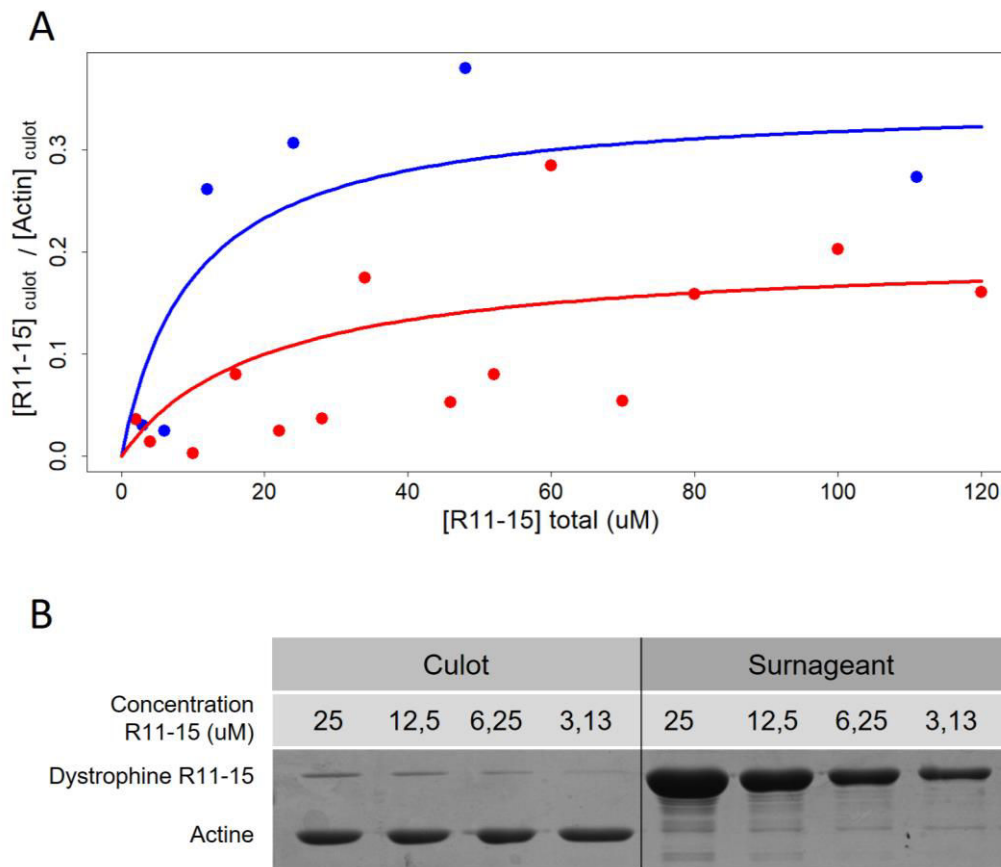 A
[R11-15] culot / [Actin] culot
0.0 0.1 0.2 0.3
0 20 40 60 80 100 120
[R11-15] total (uM)
B
Culot Surnageant
Concentration
R11-15 (uM)
25 12,5 6,25 3,13 25 12,5 6,25 3,13
Dystrophine R11-15
Actine